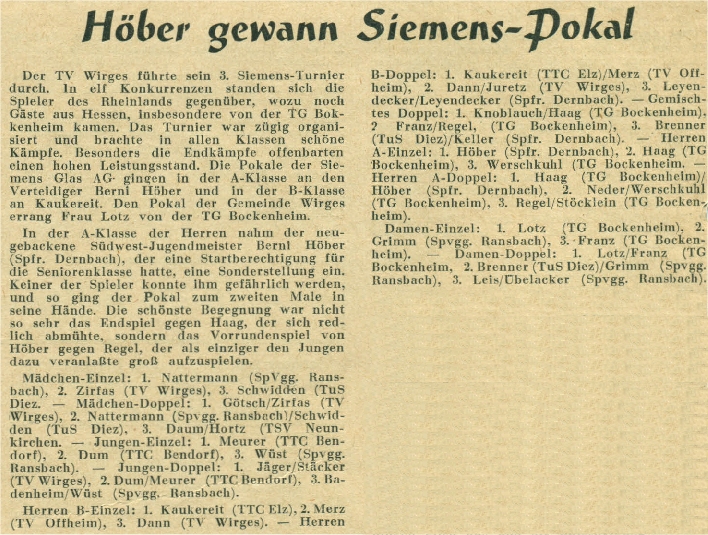 Höber gewann Siemens-Pokal
Der TV Wirges führte sein 3. Siemens-Turnier
durch. In elf Konkurrenzen standen sich die
Spieler des Rheinlands gegenüber, wozu noch
Gäste aus Hessen, insbesondere von der TG Bok-
kenheim kamen. Das Turnier war zügig organi-
siert und brachte in allen Klassen schöne
Kämpfe. Besonders die Endkämpfe offenbarten
einen hohen Leistungsstand. Die Pokale der Sie-
mens Glas AG gingen in der A-Klasse an den
Verteidiger Berni Höber und in der B-Klasse
an Kaukereit. Den Pokal der Gemeinde Wirges
errang Frau Lotz von der TG Bockenheim.
In der A-Klasse der Herren nahm der neu-
gebackene Südwest-Jugendmeister Berni Höber
(Spfr. Dernbach), der eine Startberechtigung für
die Seniorenklasse hatte, eine Sonderstellung ein.
Keiner der Spieler konnte ihm gefährlich werden,
und so ging der Pokal zum zweiten Male in
seine Hände. Die schönste Begegnung war nicht
so sehr das Endspiel gegen Haag, der sich red-
lich abmühte, sondern das Vorrundenspiel von
Höber gegen Regel, der als einziger den Jungen
dazu veranlaßte groß aufzuspielen.
Mädchen-Einzel: 1. Nattermann (SpVgg. Rans-
bach), 2. Zirfas (TV Wirges), 3. Schwidden (TuS
Diez. — Mädchen-Doppel: 1. Götsch/Zirfas (TV
Wirges), 2. Nattermann (Spvgg. Ransbach)/Schwid-
den (TuS Diez), 3. Daum/Hortz (TSV Neun-
kirchen. — Jungen-Einzel: 1. Meurer (TTC Ben-
dorf), 2. Dum (TTC Bendorf), 3. Wüst (Spvgg.
Ransbach). — Jungen-Doppel: 1. Jäger/Stäcker
(TV Wirges), 2. Dum/Meurer (TTC Bendorf), 3. Ba-
denheim/Wüst (Spvgg. Ransbach).
Herren B-Einzel: 1. Kaukereit (TTC Elz), 2. Merz
(TV Offheim), 3. Dann (TV Wirges). — Herren
B-Doppel: 1. Kaukereit (TTC Elz)/Merz (TV Off-
heim), 2. Dann/Juretz (TV Wirges), 3. Leyen-
decker/Leyendecker (Spfr. Dernbach). — Gemisch-
tes Doppel: 1. Knoblauch/Haag (TG Bockenheim),
2 Franz/Regel, (TG Bockenheim), 3. Brenner
(TuS Diez)/Keller (Spfr. Dernbach). — Herren
A-Einzel: 1. Höber (Spfr. Dernbach), 2. Haag (TG
Bockenheim), 3. Werschkuhl (TG Bockenheim. —
Herren A-Doppel: 1. Haag (TG Bockenheim)/
Höber (Spfr. Dernbach), 2. Neder/Werschkuhl
(TG Bockenheim), 3. Regel/Stöcklein (TG Bocken-
heim).
Damen-Einzel: 1. Lotz (TG Bockenheim), 2.
Grimm (Spvgg. Ransbach), 3. Franz (TG Bocken-
heim). — Damen-Doppel: 1. Lotz/Franz (TG
Bockenheim, 2. Brenner (TuS Diez)/Grimm (Spvgg.
Ransbach), 3. Leis/Übelacker (Spvgg. Ransbach).